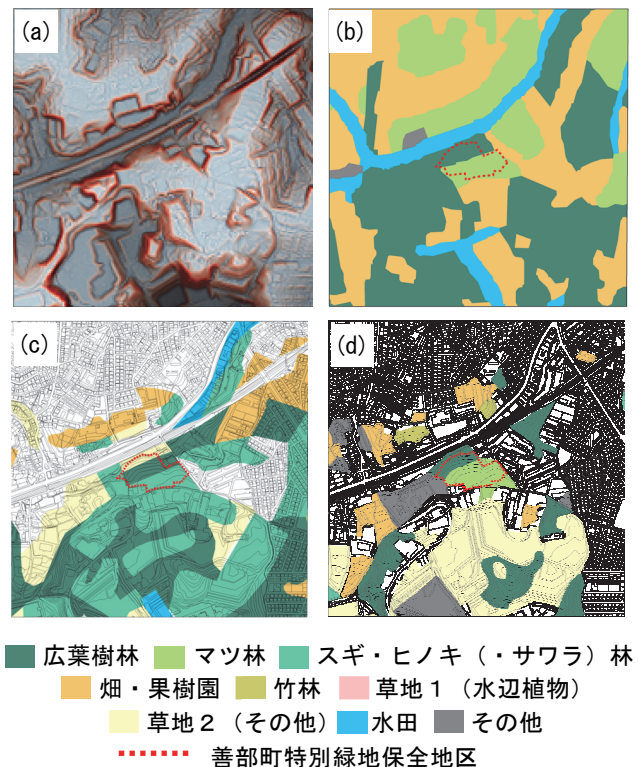 (a)
(b)
(c)
(d)
広葉樹林 マツ林 スギ・ヒノキ(・サワラ)林
畑・果樹園 竹林 草地1(水辺植物)
草地2(その他) 水田 その他
善部町特別緑地保全地区